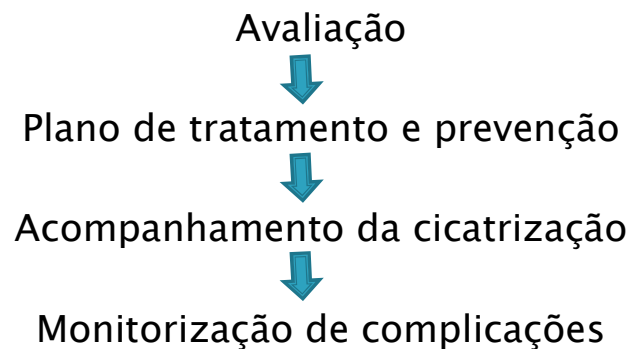 Avaliação
Plano de tratamento e prevenção
Acompanhamento da cicatrização
Monitorização de complicações